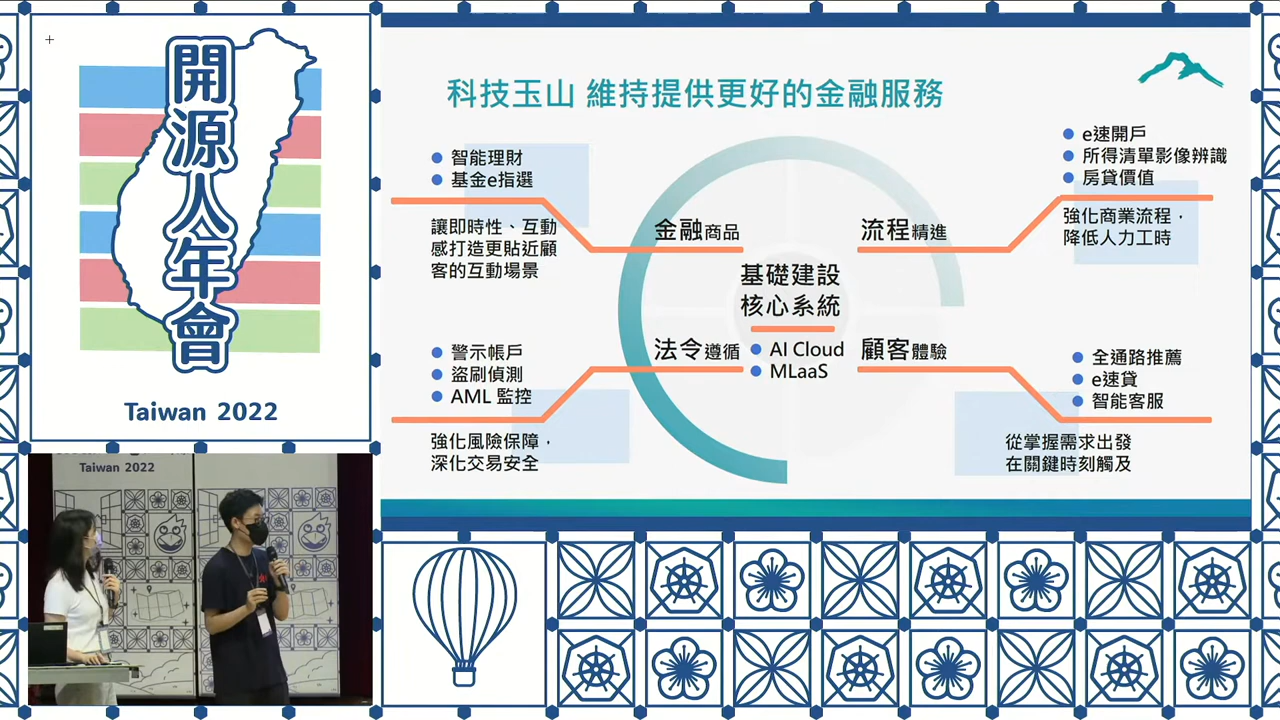 開源人年會
Taiwan 2022
科技玉山 維持提供更好的金融服務
智能理財
基金e指選
讓即時性、互動
感打造更貼近顧
客的互動場景
金融商品
流程精進
e速開戶
所得清單影像辨識
房貸價值
強化商業流程，
降低人力工時
基礎建設
核心系統
AI Cloud
MLaaS
法令遵循
警示帳戶
盜刷偵測
AML 監控
強化風險保障，
深化交易安全
顧客體驗
全通路推薦
e速貸
智能客服
從掌握需求出發
在關鍵時刻觸及
Taiwan 2022